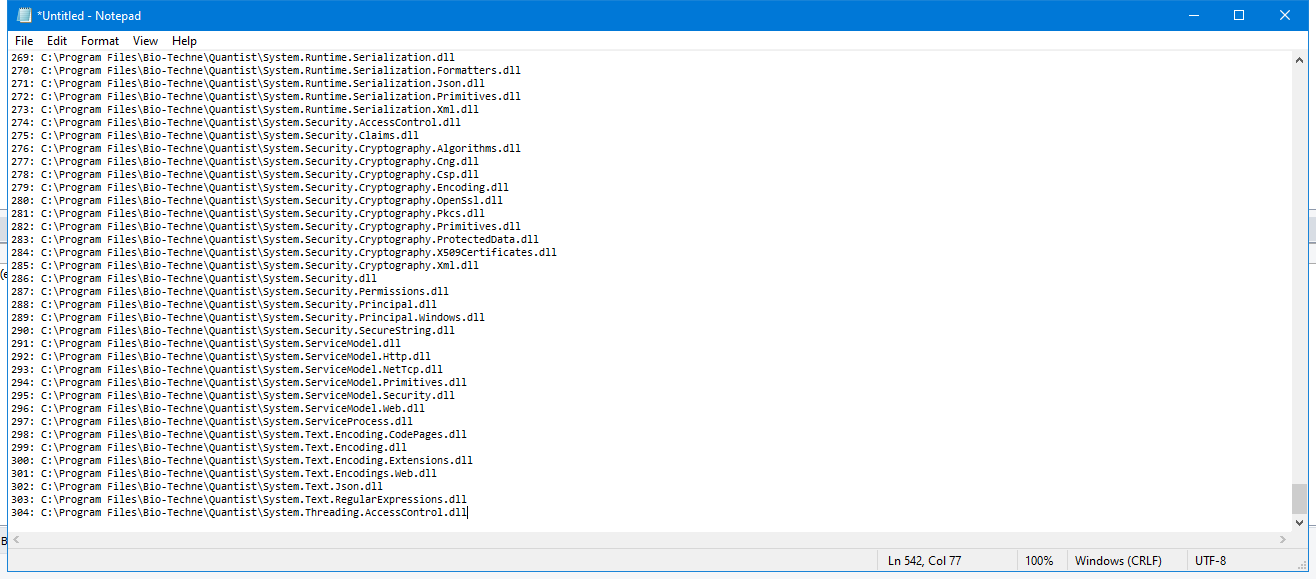 *Untitled - Notepad
File Edit Format View Help
269: C:\Program Files\Bio-Techne\Quantist\System.Runtime.Serialization.dll
270: C:\Program Files\Bio-Techne\Quantist\System.Runtime.Serialization.Formatters.dll
271: C:\Program Files\Bio-Techne\Quantist\System.Runtime.Serialization.Json.dll
272: C:\Program Files\Bio-Techne\Quantist\System.Runtime.Serialization.Primitives.dll
273: C:\Program Files\Bio-Techne\Quantist\System.Runtime.Serialization.Xml.dll
274: C:\Program Files\Bio-Techne\Quantist\System.Security.AccessControl.dll
275: C:\Program Files\Bio-Techne\Quantist\System.Security.Claims.dll
276: C:\Program Files\Bio-Techne\Quantist\System.Security.Cryptography.Algorithms.dll
277: C:\Program Files\Bio-Techne\Quantist\System.Security.Cryptography.Cng.dll
278: C:\Program Files\Bio-Techne\Quantist\System.Security.Cryptography.Csp.dll
279: C:\Program Files\Bio-Techne\Quantist\System.Security.Cryptography.Encoding.dll
280: C:\Program Files\Bio-Techne\Quantist\System.Security.Cryptography.OpenSsl.dll
281: C:\Program Files\Bio-Techne\Quantist\System.Security.Cryptography.Pkcs.dll
282: C:\Program Files\Bio-Techne\Quantist\System.Security.Cryptography.Primitives.dll
283: C:\Program Files\Bio-Techne\Quantist\System.Security.Cryptography.ProtectedData.dll
284: C:\Program Files\Bio-Techne\Quantist\System.Security.Cryptography.X509Certificates.dll
285: C:\Program Files\Bio-Techne\Quantist\System.Security.Cryptography.Xml.dll
286: C:\Program Files\Bio-Techne\Quantist\System.Security.dll
287: C:\Program Files\Bio-Techne\Quantist\System.Security.Permissions.dll
288: C:\Program Files\Bio-Techne\Quantist\System.Security.Principal.dll
289: C:\Program Files\Bio-Techne\Quantist\System.Security.Principal.Windows.dll
290: C:\Program Files\Bio-Techne\Quantist\System.Security.SecureString.dll
291: C:\Program Files\Bio-Techne\Quantist\System.ServiceModel.dll
292: C:\Program Files\Bio-Techne\Quantist\System.ServiceModel.Http.dll
293: C:\Program Files\Bio-Techne\Quantist\System.ServiceModel.NetTcp.dll
294: C:\Program Files\Bio-Techne\Quantist\System.ServiceModel.Primitives.dll
295: C:\Program Files\Bio-Techne\Quantist\System.ServiceModel.Security.dll
296: C:\Program Files\Bio-Techne\Quantist\System.ServiceModel.Web.dll
297: C:\Program Files\Bio-Techne\Quantist\System.ServiceProcess.dll
298: C:\Program Files\Bio-Techne\Quantist\System.Text.Encoding.CodePages.dll
299: C:\Program Files\Bio-Techne\Quantist\System.Text.Encoding.dll
300: C:\Program Files\Bio-Techne\Quantist\System.Text.Encoding.Extensions.dll
301: C:\Program Files\Bio-Techne\Quantist\System.Text.Encodings.Web.dll
302: C:\Program Files\Bio-Techne\Quantist\System.Text.Json.dll
303: C:\Program Files\Bio-Techne\Quantist\System.Text.RegularExpressions.dll
304: C:\Program Files\Bio-Techne\Quantist\System.Threading.AccessControl.dll
Ln 542, Col 77 100% Windows (CRLF) UTF-8